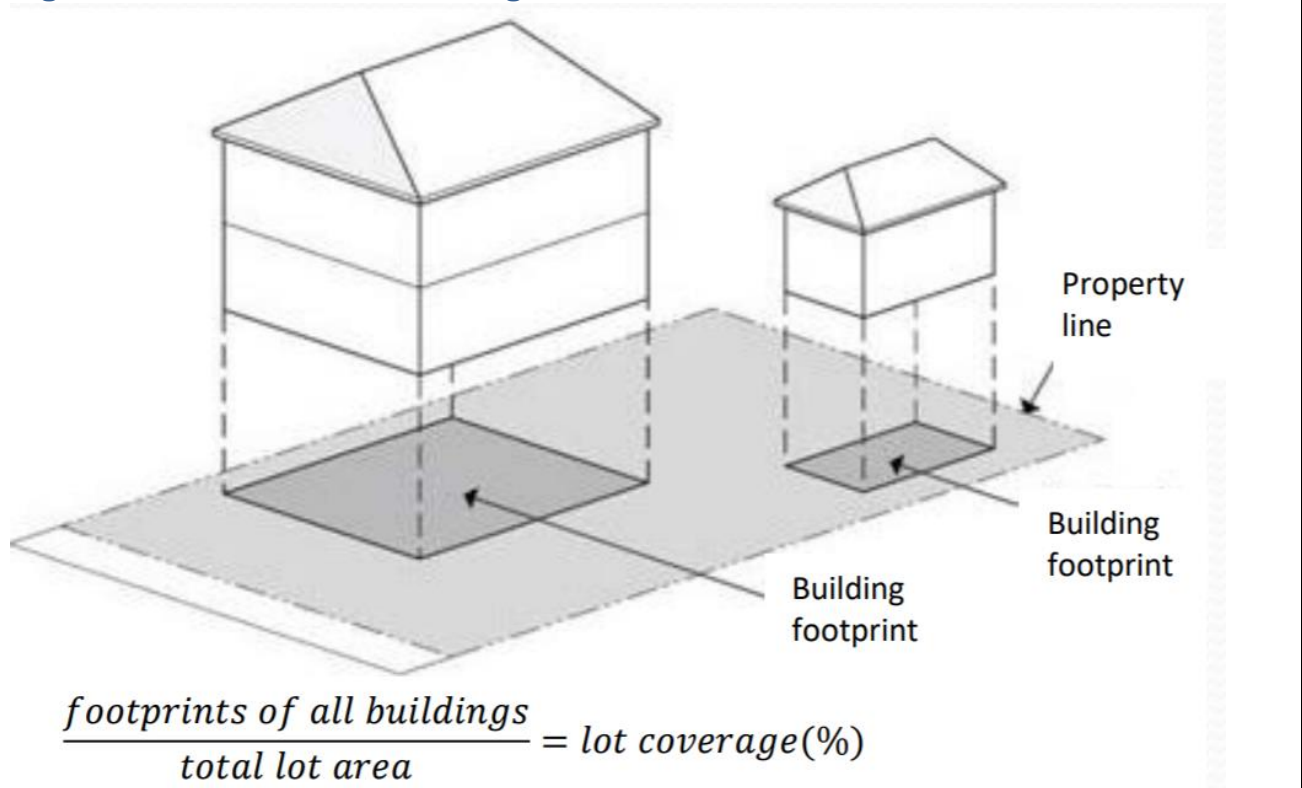 Property
line
Building
footprint
Building
footprint
footprints of all buildings
total lot area
= lot coverage(%)